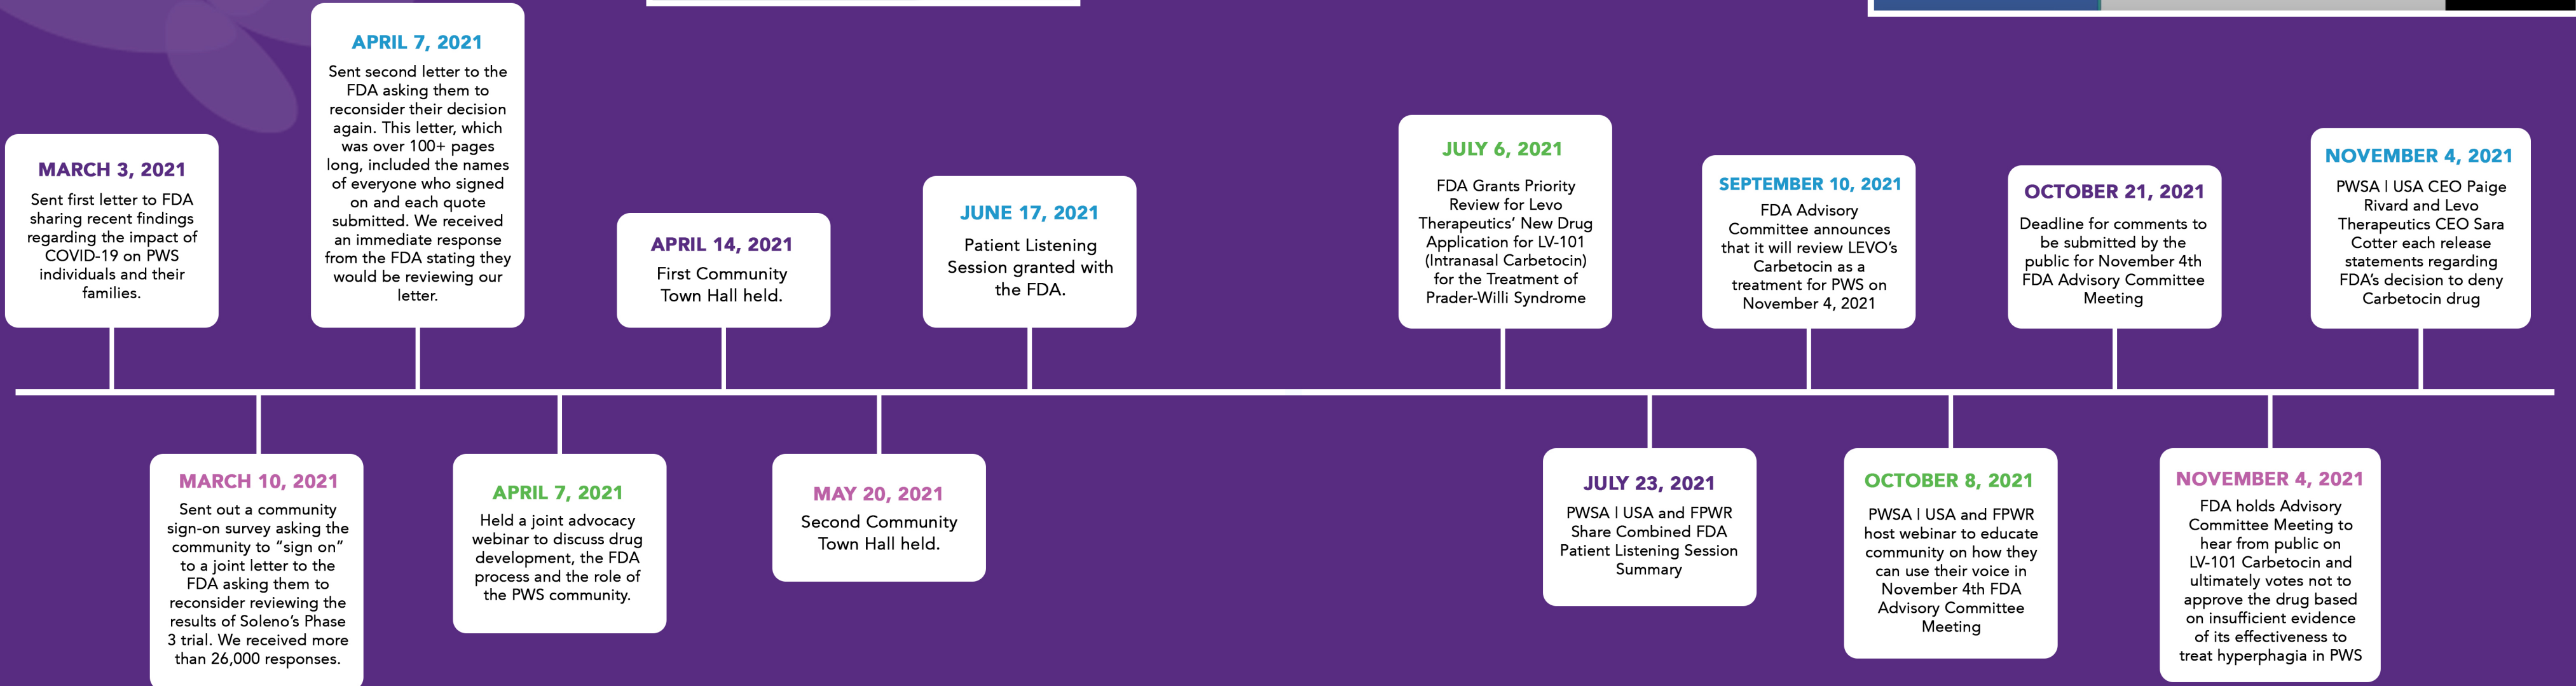 MARCH 3, 2021
Sent first letter to FDA
sharing recent findings
regarding the impact of
COVID-19 on PWS
individuals and their
families.
MARCH 10, 2021
Sent out a community
sign-on survey asking the
community to “sign on”
to a joint letter to the
FDA asking them to
reconsider reviewing the
results of Soleno’s Phase
3 trial. We received more
than 26,000 responses.
APRIL 7, 2021
Sent second letter to the
FDA asking them to
reconsider their decision
again. This letter, which
was over 100+ pages
long, included the names
of everyone who signed
on and each quote
submitted. We received
an immediate response
from the FDA stating they
would be reviewing our
letter.
APRIL 7, 2021
Held a joint advocacy
webinar to discuss drug
development, the FDA
process and the role of
the PWS community.
APRIL 14, 2021
First Community
Town Hall held.
MAY 20, 2021
Second Community
Town Hall held.
JUNE 17, 2021
Patient Listening
Session granted with
the FDA.
JULY 6, 2021
FDA Grants Priority
Review for Levo
Therapeutics’ New Drug
Application for LV-101
(Intranasal Carbetocin)
for the Treatment of
Prader-Willi Syndrome
JULY 23, 2021
PWSA | USA and FPWR
Share Combined FDA
Patient Listening Session
Summary
SEPTEMBER 10, 2021
FDA Advisory
Committee announces
that it will review LEVO’s
Carbetocin as a
treatment for PWS on
November 4, 2021
OCTOBER 8, 2021
PWSA | USA and FPWR
host webinar to educate
community on how they
can use their voice in
November 4th FDA
Advisory Committee
Meeting
OCTOBER 21, 2021
Deadline for comments to
be submitted by the
public for November 4th
FDA Advisory Committee
Meeting
NOVEMBER 4, 2021
FDA holds Advisory
Committee Meeting to
hear from public on
LV-101 Carbetocin and
ultimately votes not to
approve the drug based
on insufficient evidence
of its effectiveness to
treat hyperphagia in PWS
NOVEMBER 4, 2021
PWSA | USA CEO Paige
Rivard and Levo
Therapeutics CEO Sara
Cotter each release
statements regarding
FDA’s decision to deny
Carbetocin drug